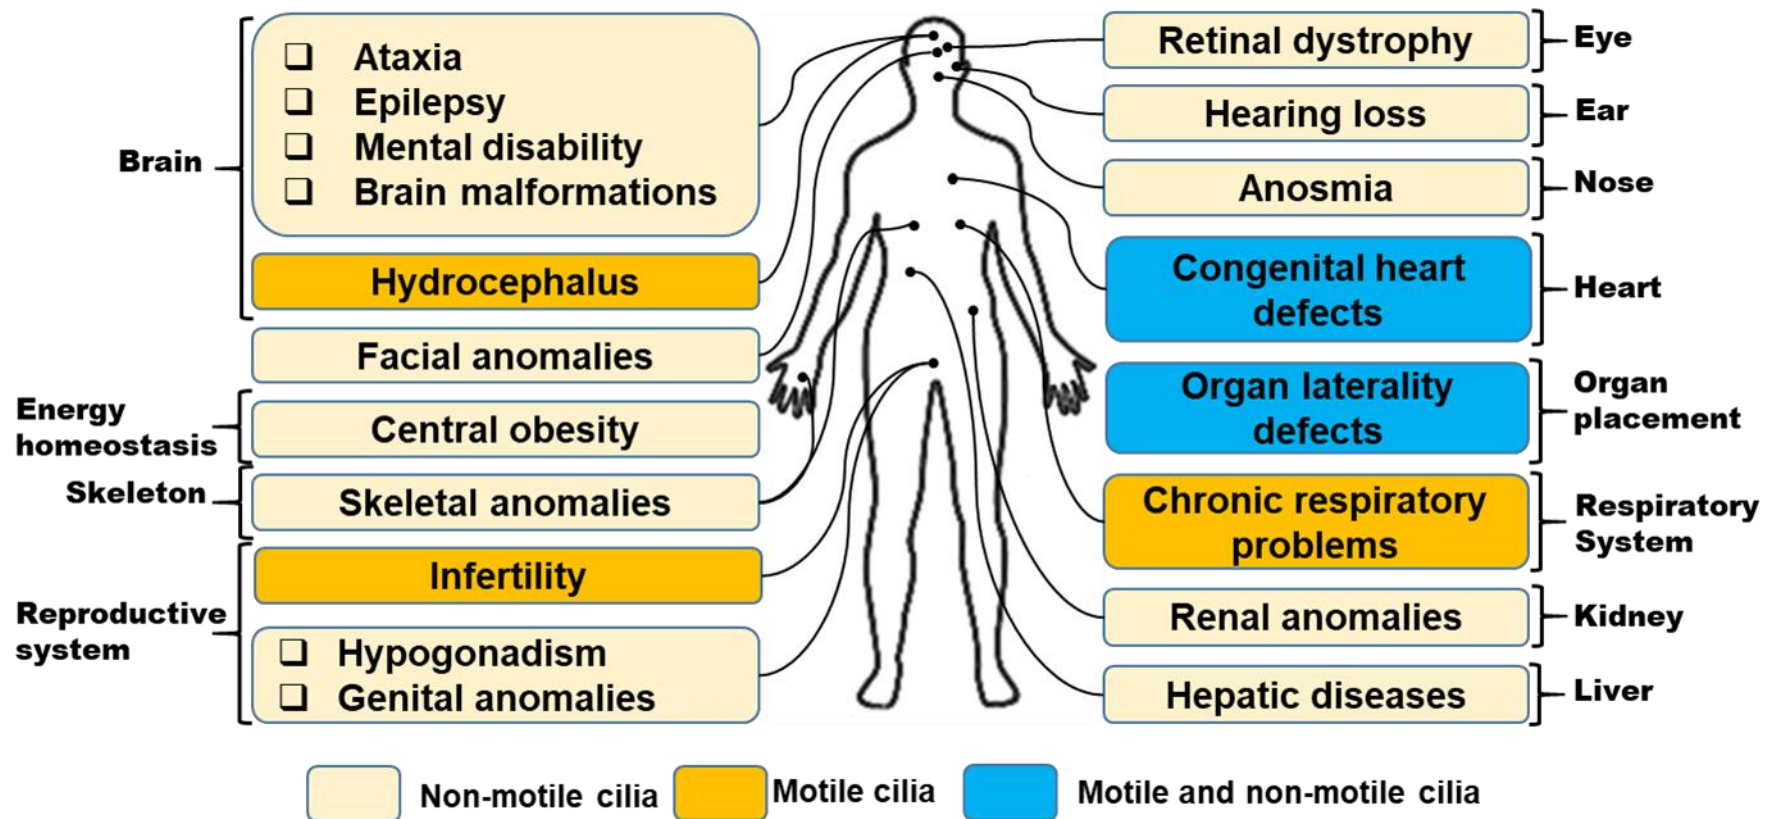 Brain
❑ Ataxia
❑ Epilepsy
❑ Mental disability
❑ Brain malformations
Hydrocephalus
Facial anomalies
Energy
homeostasis
Central obesity
Skeleton
Skeletal anomalies
Reproductive
system
Infertility
❑ Hypogonadism
❑ Genital anomalies
Retinal dystrophy
Eye
Hearing loss
Ear
Anosmia
Nose
Congenital heart
defects
Heart
Organ laterality
defects
Organ
placement
Chronic respiratory
problems
Respiratory
System
Renal anomalies
Kidney
Hepatic diseases
Liver
Non-motile cilia
Motile cilia
Motile and non-motile cilia